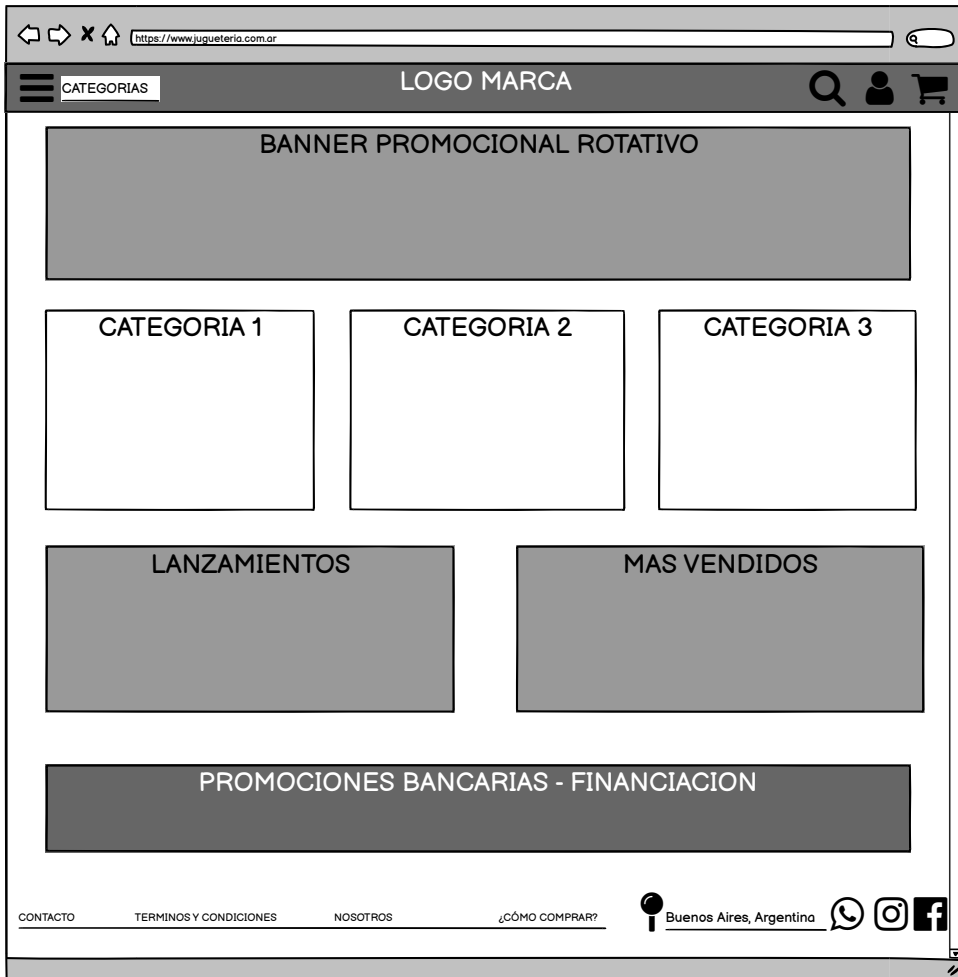 https://www.jugueteria.com.ar
CATEGORIAS
LOGO MARCA
BANNER PROMOCIONAL ROTATIVO
CATEGORIA 1
CATEGORIA 2
CATEGORIA 3
LANZAMIENTOS
MAS VENDIDOS
PROMOCIONES BANCARIAS - FINANCIACION
CONTACTO
TERMINOS Y CONDICIONES
NOSOTROS
¿CÓMO COMPRAR?
Buenos Aires, Argentina